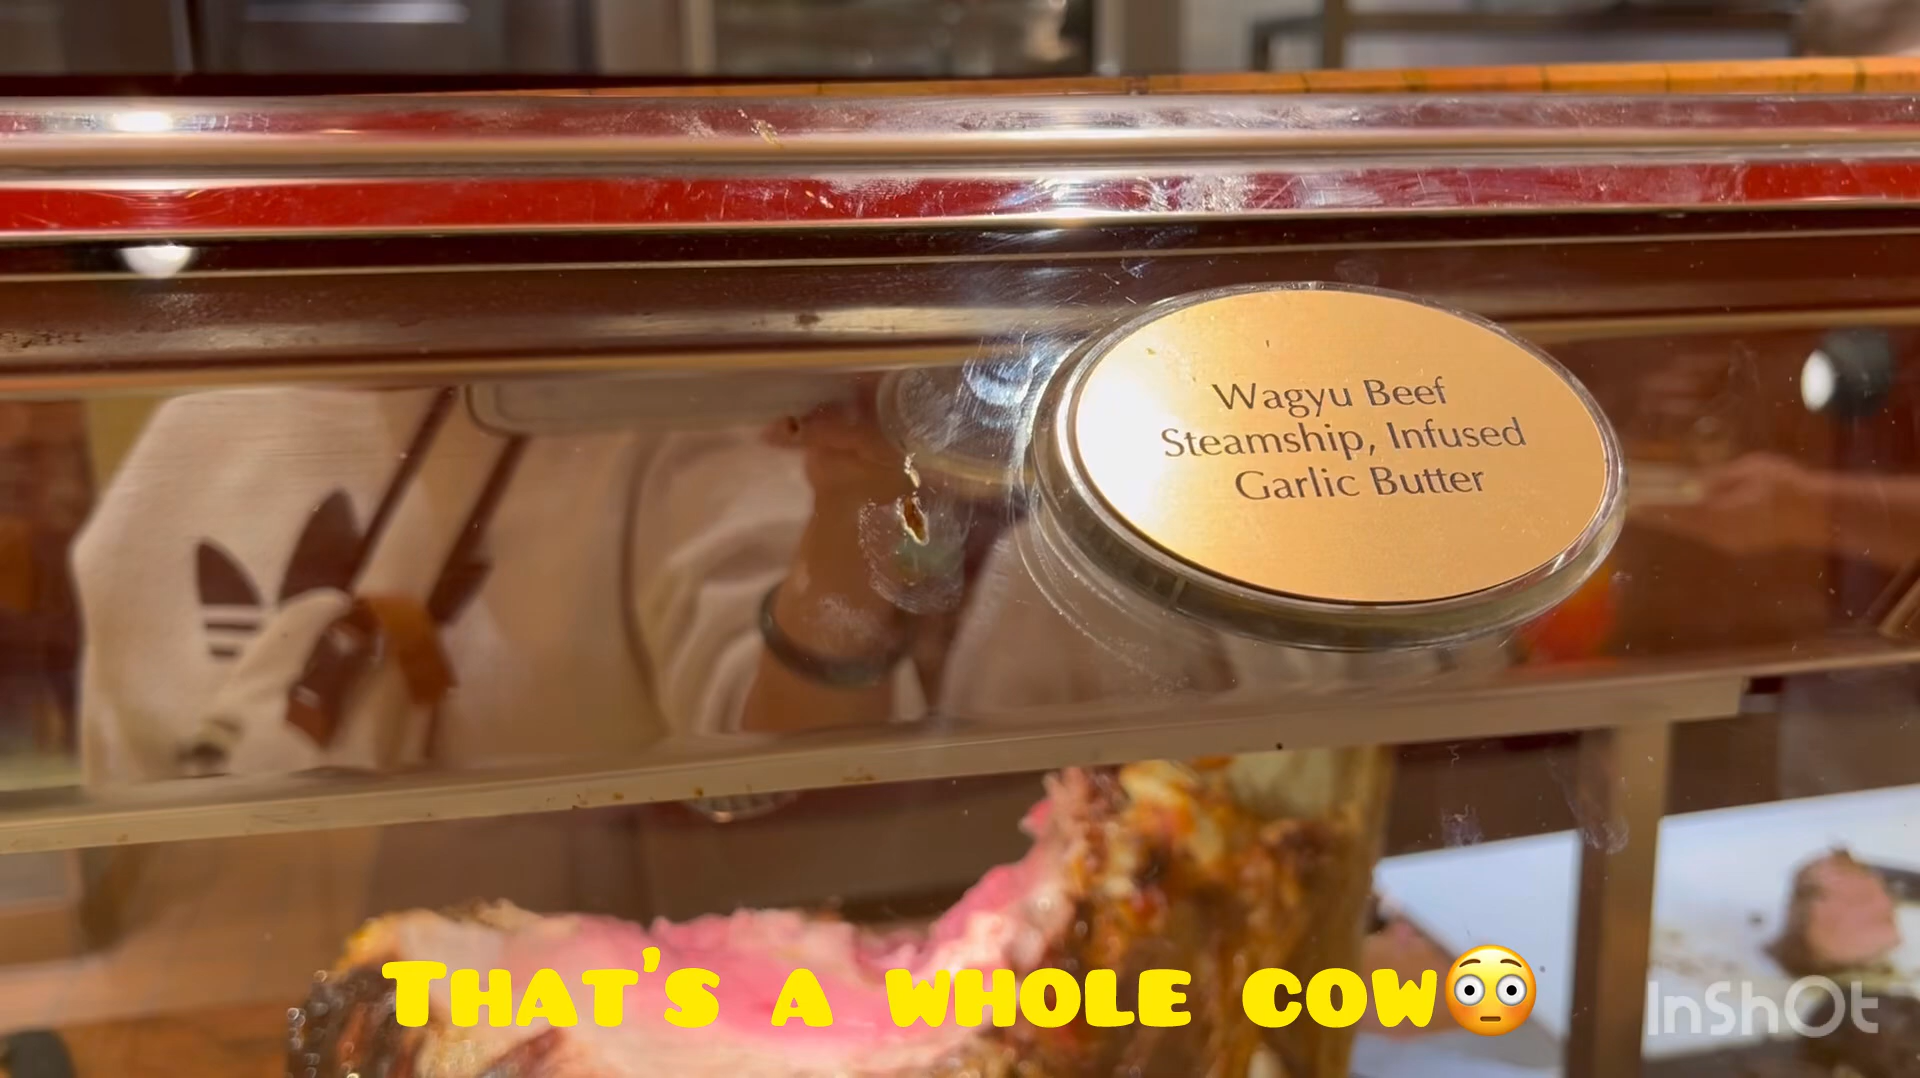 Wagyu Beef
Steamship, Infused
Garlic Butter
THAT'S A WHOLE COW😳
InShOt